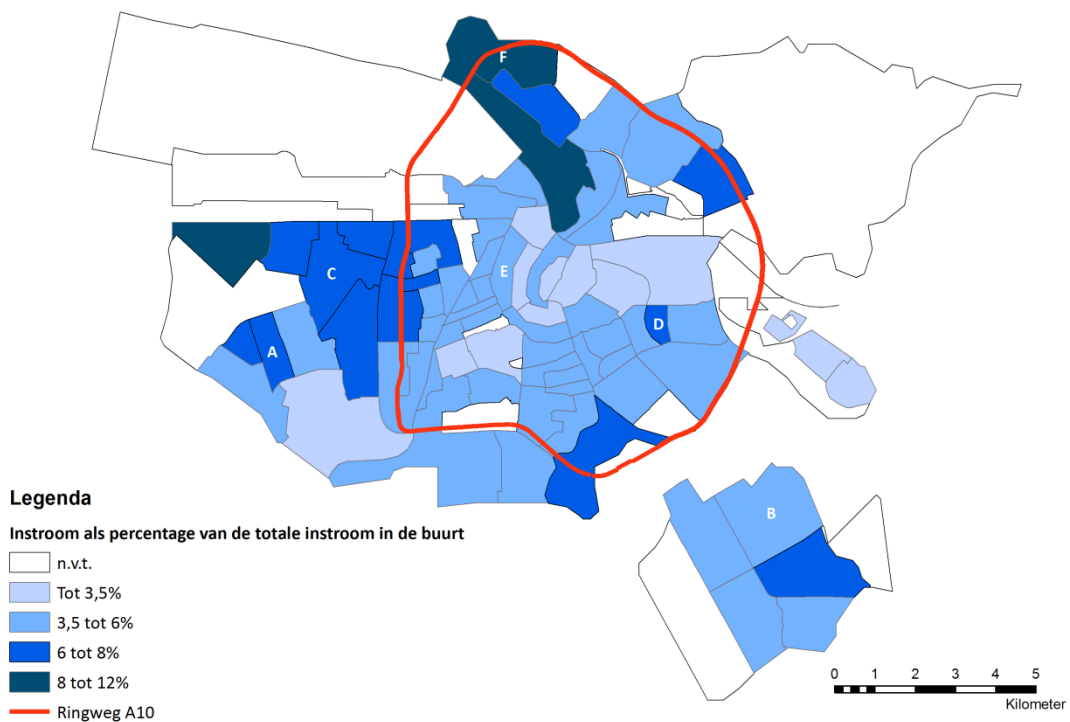 F
C
E
A
D
B
Legenda
Instroom als percentage van de totale instroom in de buurt
n.v.t.
Tot 3,5%
3,5 tot 6%
6 tot 8%
8 tot 12%
Ringweg A10
0 1 2 3 4 5
Kilometer